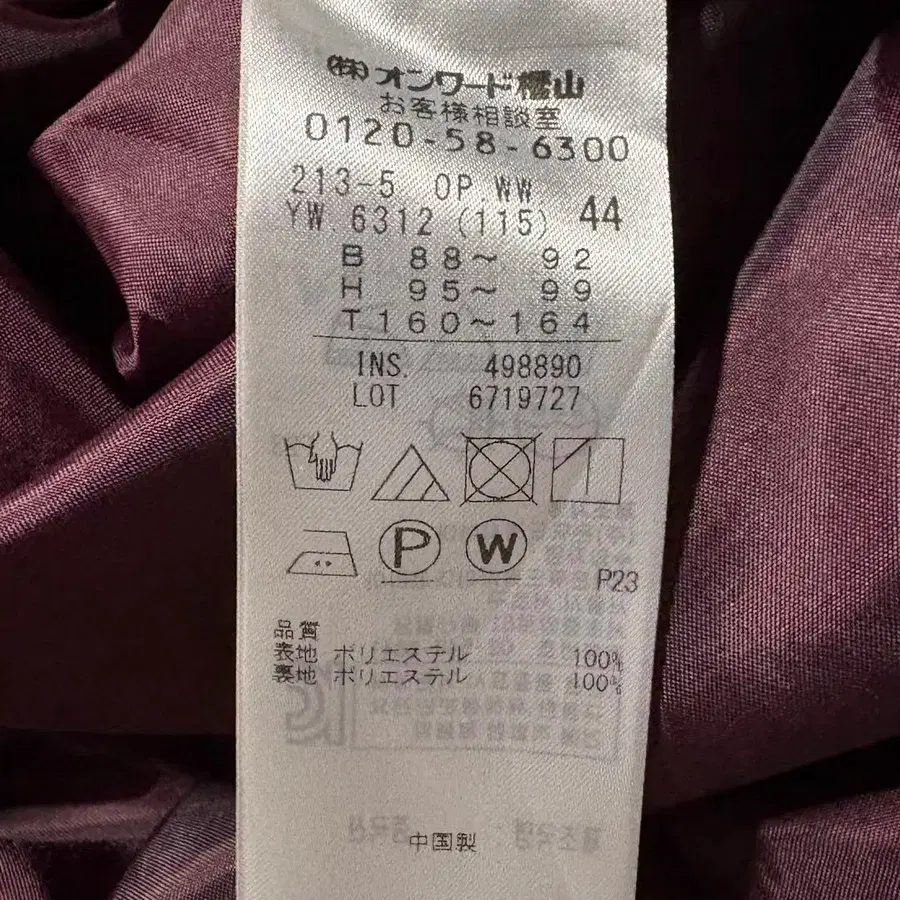 (株)オンワード樫山
お客様相談室
0120-58-6300
213-5 OP.WW
YW 6312 (115) 44
B 88～ 92
H 95～ 99
T 160～164
INS. 498890
LOT 6719727
P
W
P23
品質
表地 ポリエステル 100%
裏地 ポリエステル 100%
中国製